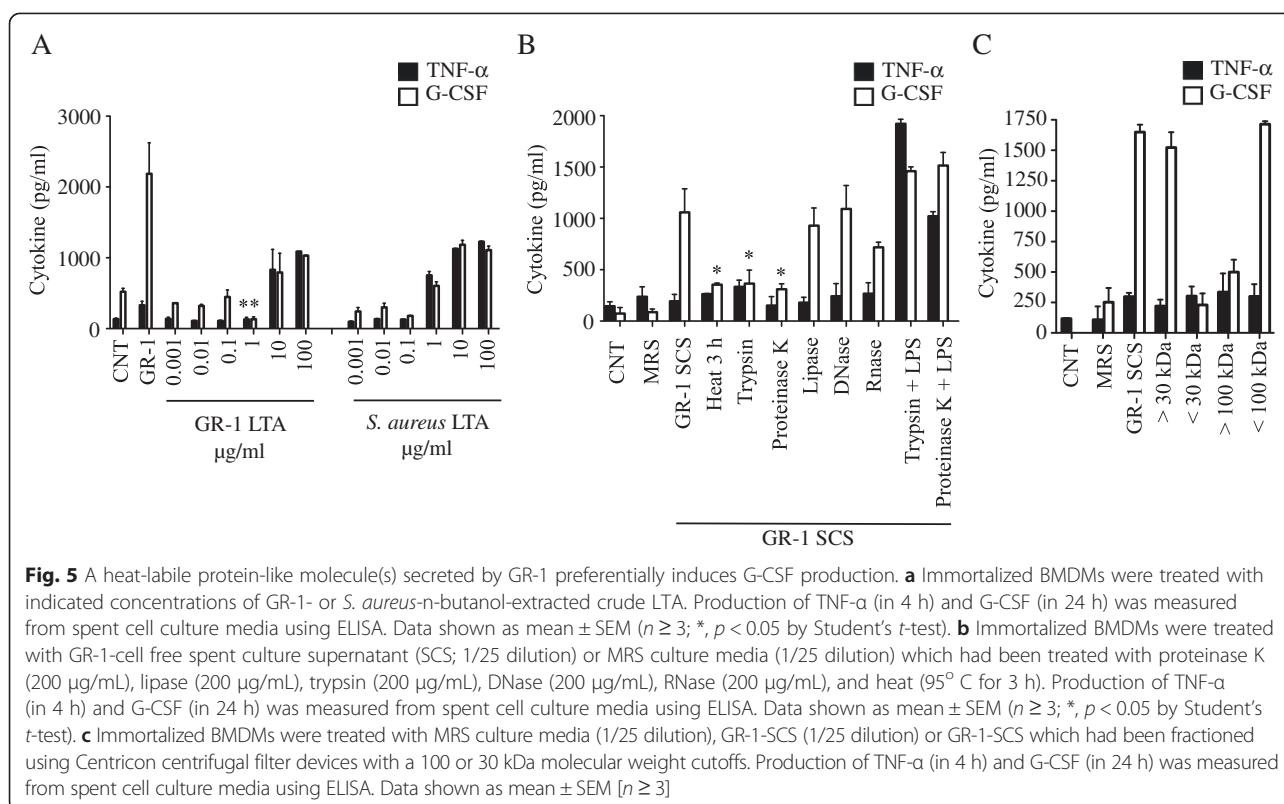 A
TNF-α
G-CSF
Cytokine (pg/ml)
3000
2000
1000
0
**
CNT
GR-1
0.001
0.01
0.1
1
10
100
0.001
0.01
0.1
1
10
100
GR-1 LTA
µg/ml
S. aureus LTA
µg/ml
B
TNF-α
G-CSF
Cytokine (pg/ml)
2000
1500
1000
500
0
*
*
*
CNT
MRS
GR-1 SCS
Heat 3 h
Trypsin
Proteinase K
Lipase
DNase
Rnase
Trypsin + LPS
Proteinase K + LPS
GR-1 SCS
C
TNF-α
G-CSF
Cytokine (pg/ml)
1750
1500
1250
1000
750
500
250
0
CNT
MRS
GR-1 SCS
> 30 kDa
< 30 kDa
> 100 kDa
< 100 kDa
Fig. 5 A heat-labile protein-like molecule(s) secreted by GR-1 preferentially induces G-CSF production. a Immortalized BMDMs were treated with
indicated concentrations of GR-1- or S. aureus-n-butanol-extracted crude LTA. Production of TNF-α (in 4 h) and G-CSF (in 24 h) was measured
from spent cell culture media using ELISA. Data shown as mean ± SEM (n ≥ 3; *, p < 0.05 by Student's t-test). b Immortalized BMDMs were treated
with GR-1-cell free spent culture supernatant (SCS; 1/25 dilution) or MRS culture media (1/25 dilution) which had been treated with proteinase K
(200 µg/mL), lipase (200 µg/mL), trypsin (200 µg/mL), DNase (200 µg/mL), RNase (200 µg/mL), and heat (95° C for 3 h). Production of TNF-α
(in 4 h) and G-CSF (in 24 h) was measured from spent cell culture media using ELISA. Data shown as mean ± SEM (n ≥ 3; *, p < 0.05 by Student's
t-test). c Immortalized BMDMs were treated with MRS culture media (1/25 dilution), GR-1-SCS (1/25 dilution) or GR-1-SCS which had been fractioned
using Centricon centrifugal filter devices with a 100 or 30 kDa molecular weight cutoffs. Production of TNF-α (in 4 h) and G-CSF (in 24 h) was measured
from spent cell culture media using ELISA. Data shown as mean ± SEM [n ≥ 3]